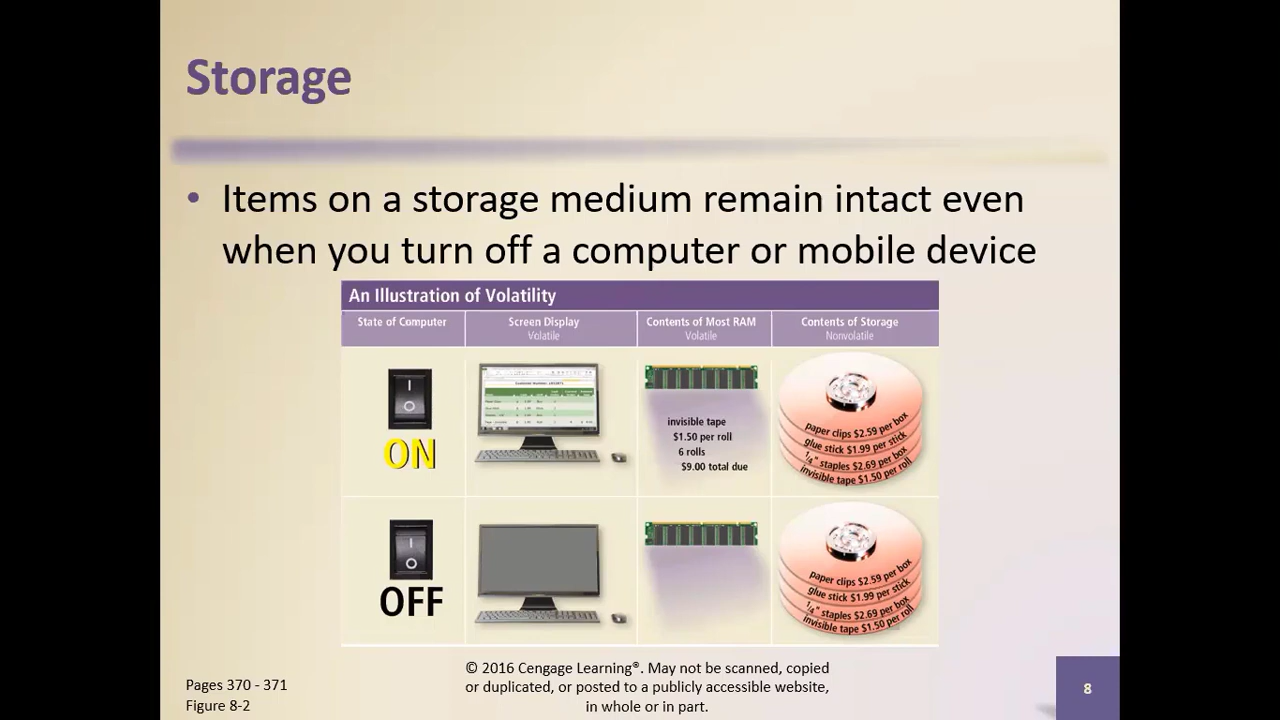 Storage
• Items on a storage medium remain intact even
when you turn off a computer or mobile device
An Illustration of Volatility
State of Computer
Screen Display
Volatile
Contents of Most RAM
Volatile
Contents of Storage
Nonvolatile
ON
invisible tape
$1.50 per roll
6 rolls
$9.00 total due
paper clips $2.59 per box
glue stick $1.99 per stick
¼" staples $2.69 per box
invisible tape $1.50 per roll
OFF
paper clips $2.59 per box
glue stick $1.99 per stick
¼" staples $2.69 per box
invisible tape $1.50 per roll
Pages 370 - 371
Figure 8-2
© 2016 Cengage Learning®. May not be scanned, copied
or duplicated, or posted to a publicly accessible website,
in whole or in part.
8